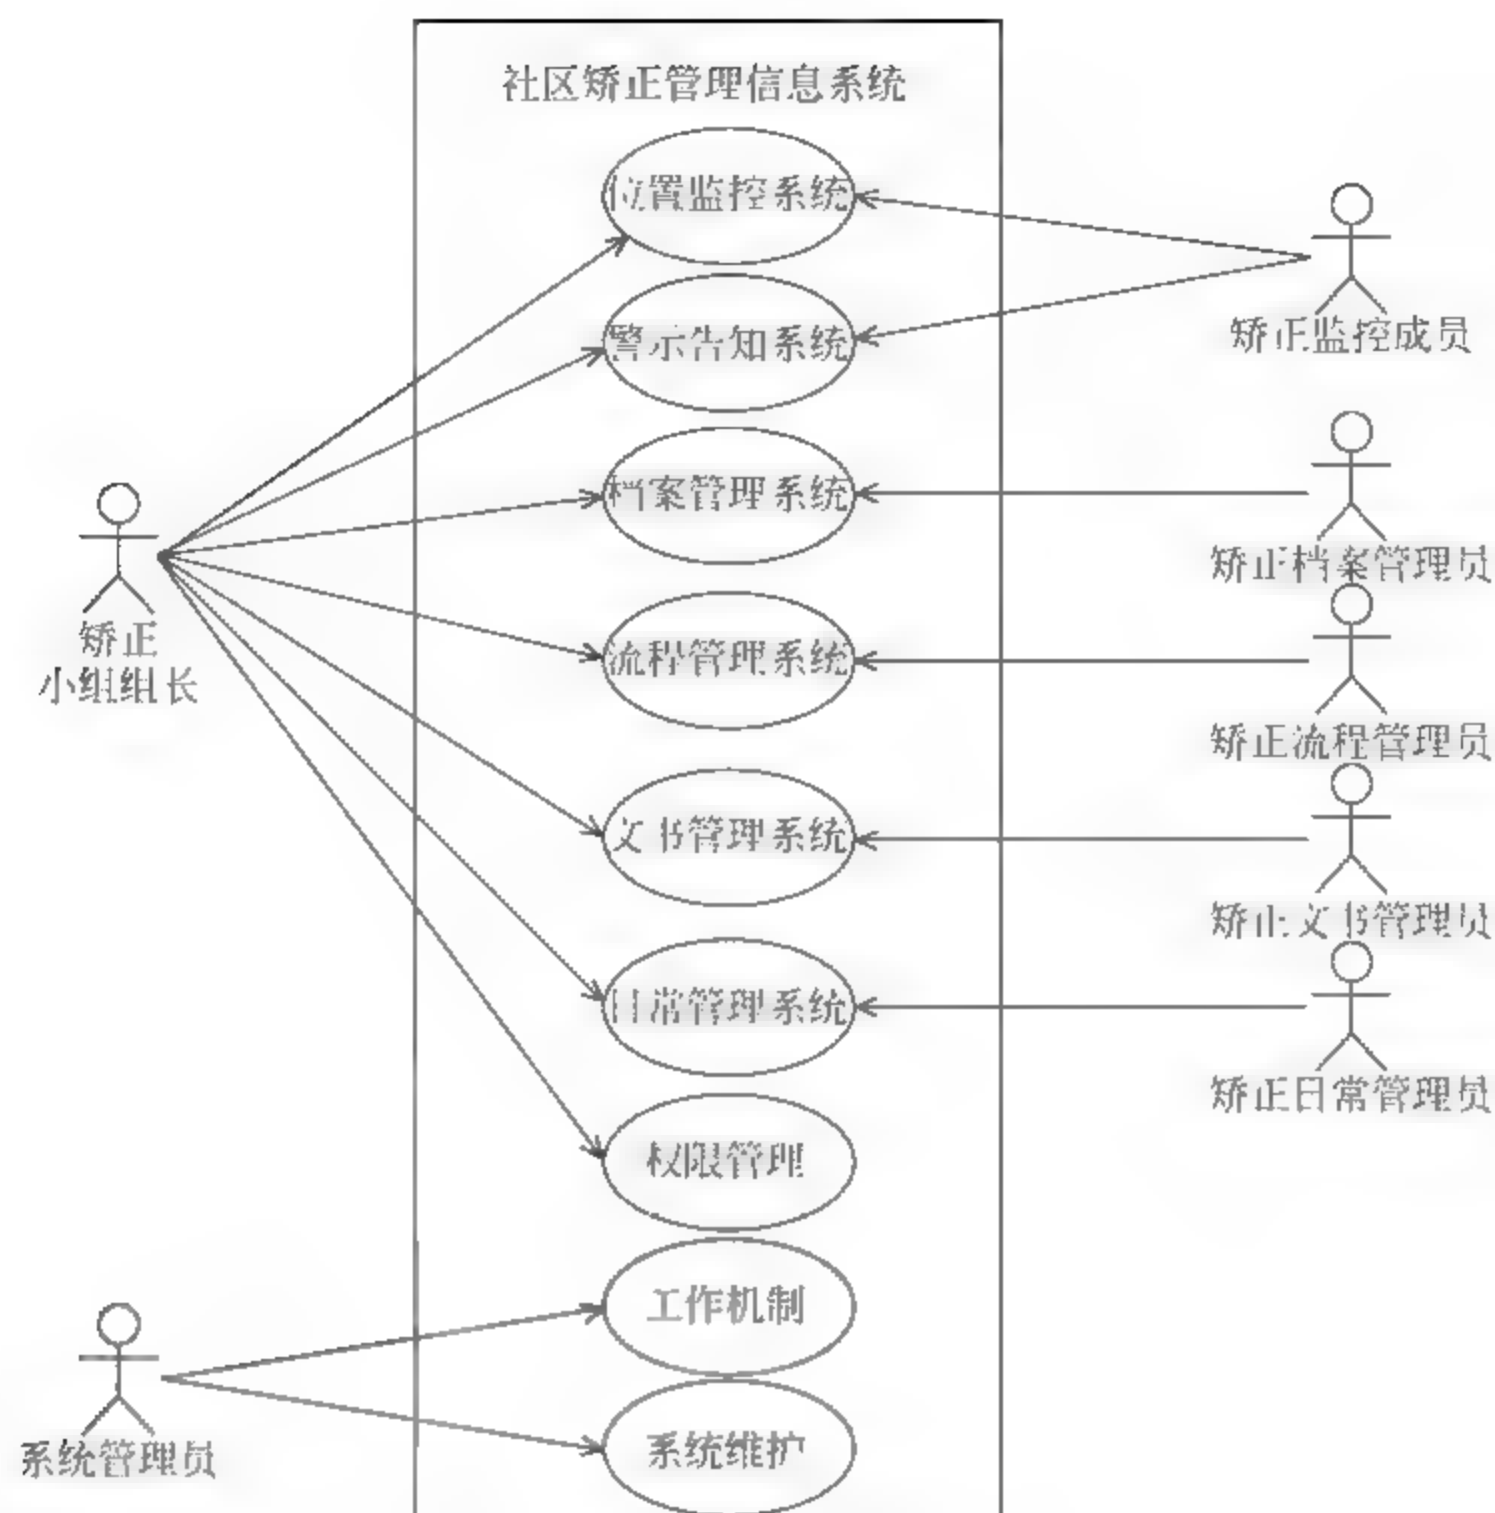 社区矫正管理信息系统
位置监控系统
矫正监控成员
警示告知系统
档案管理系统
矫正档案管理员
矫正
小组组长
流程管理系统
矫正流程管理员
文书管理系统
矫正文书管理员
日常管理系统
矫正日常管理员
权限管理
工作机制
系统管理员
系统维护